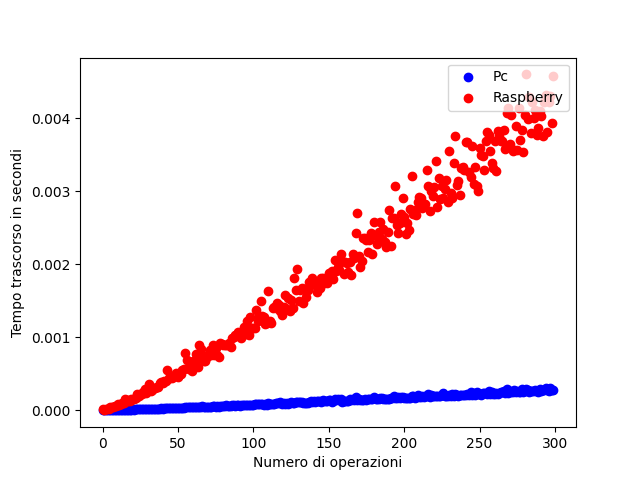 Pc
Raspberry
0.004
0.003
0.002
0.001
0.000
Tempo trascorso in secondi
0 50 100 150 200 250 300
Numero di operazioni